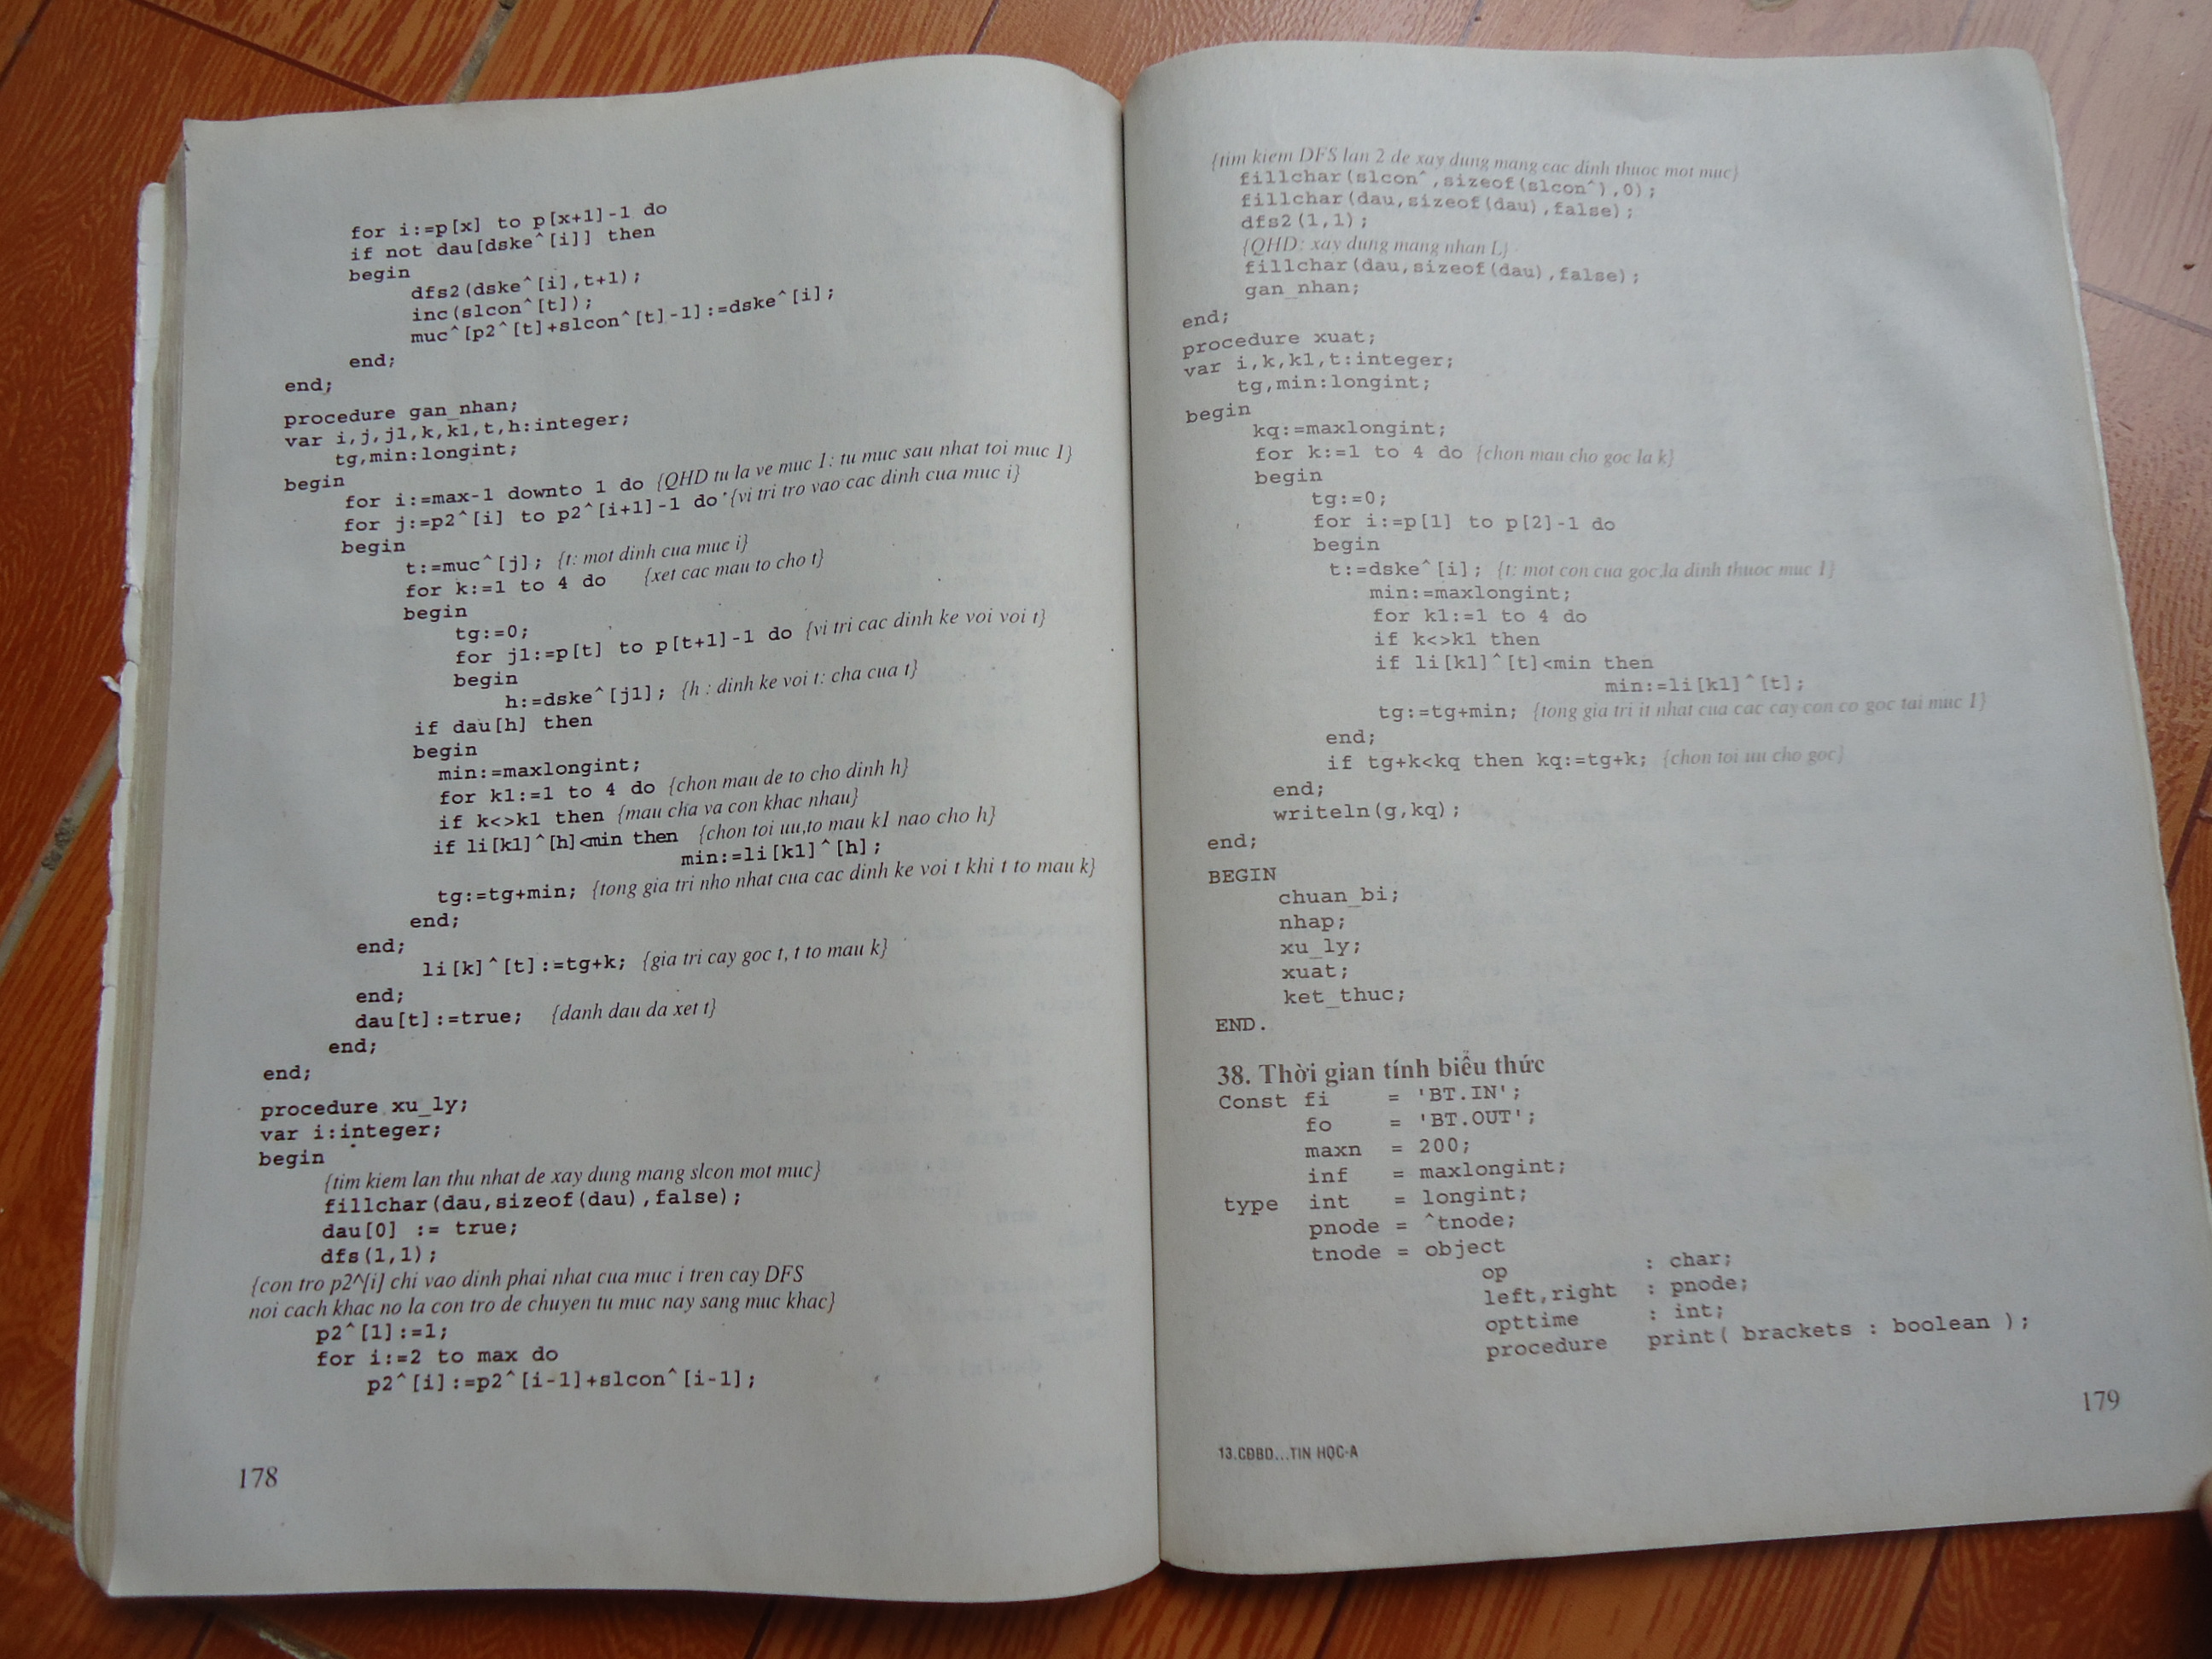 for i:=p[x] to p[x+1]-1 do
if not dau[dske^[i]] then
begin
dfs2(dske^[i],t+1);
inc(slcon^[t]);
muc^[p2^[t]+slcon^[t]-1]:=dske^[i];
end;
end;
procedure gan_nhan;
var i,j,j1,k,k1,t,h:integer;
tg,min:longint;
begin
for i:=max-1 downto 1 do {QHD tu la ve muc 1: tu muc sau nhat toi muc 1}
for j:=p2^[i] to p2^[i+1]-1 do {vi tri tro vao cac dinh cua muc i}
begin
t:=muc^[j]; {t: mot dinh cua muc i}
for k:=1 to 4 do {xet cac mau to cho t}
begin
tg:=0;
for j1:=p[t] to p[t+1]-1 do {vi tri cac dinh ke voi voi t}
begin
h:=dske^[j1]; {h : dinh ke voi t: cha cua t}
if dau[h] then
begin
min:=maxlongint;
for k1:=1 to 4 do {chon mau de to cho dinh h}
if k<>k1 then {mau cha va con khac nhau}
if li[k1]^[h]<min then {chon toi uu,to mau k1 nao cho h}
min:=li[k1]^[h];
tg:=tg+min; {tong gia tri nho nhat cua cac dinh ke voi t khi t to mau k}
end;
end;
li[k]^[t]:=tg+k; {gia tri cay goc t, t to mau k}
end;
dau[t]:=true; {danh dau da xet t}
end;
end;
procedure xu_ly;
var i:integer;
begin
{tim kiem lan thu nhat de xay dung mang slcon mot muc}
fillchar(dau,sizeof(dau),false);
dau[0] := true;
dfs(1,1);
{con tro p2^[i] chi vao dinh phai nhat cua muc i tren cay DFS
noi cach khac no la con tro de chuyen tu muc nay sang muc khac}
p2^[1]:=1;
for i:=2 to max do
p2^[i]:=p2^[i-1]+slcon^[i-1];
178
{tim kiem DFS lan 2 de xay dung mang cac dinh thuoc mot muc}
fillchar(slcon^,sizeof(slcon^),0);
fillchar(dau,sizeof(dau),false);
dfs2(1,1);
{QHD: xay dung mang nhan L}
fillchar(dau,sizeof(dau),false);
gan_nhan;
end;
procedure xuat;
var i,k,k1,t:integer;
tg,min:longint;
begin
kq:=maxlongint;
for k:=1 to 4 do {chon mau cho goc la k}
begin
tg:=0;
for i:=p[1] to p[2]-1 do
begin
t:=dske^[i]; {t: mot con cua goc,la dinh thuoc muc 1}
min:=maxlongint;
for k1:=1 to 4 do
if k<>k1 then
if li[k1]^[t]<min then
min:=li[k1]^[t];
tg:=tg+min; {tong gia tri it nhat cua cac cay con co goc tai muc 1}
end;
if tg+k<kq then kq:=tg+k; {chon toi uu cho goc}
end;
writeln(g,kq);
end;
BEGIN
chuan_bi;
nhap;
xu_ly;
xuat;
ket_thuc;
END.
38. Thời gian tính biểu thức
Const fi = 'BT.IN';
fo = 'BT.OUT';
maxn = 200;
inf = maxlongint;
type int = longint;
pnode = ^tnode;
tnode = object
op : char;
left,right : pnode;
opttime : int;
procedure print( brackets : boolean );
179
13.CĐBD...TIN HỌC-A